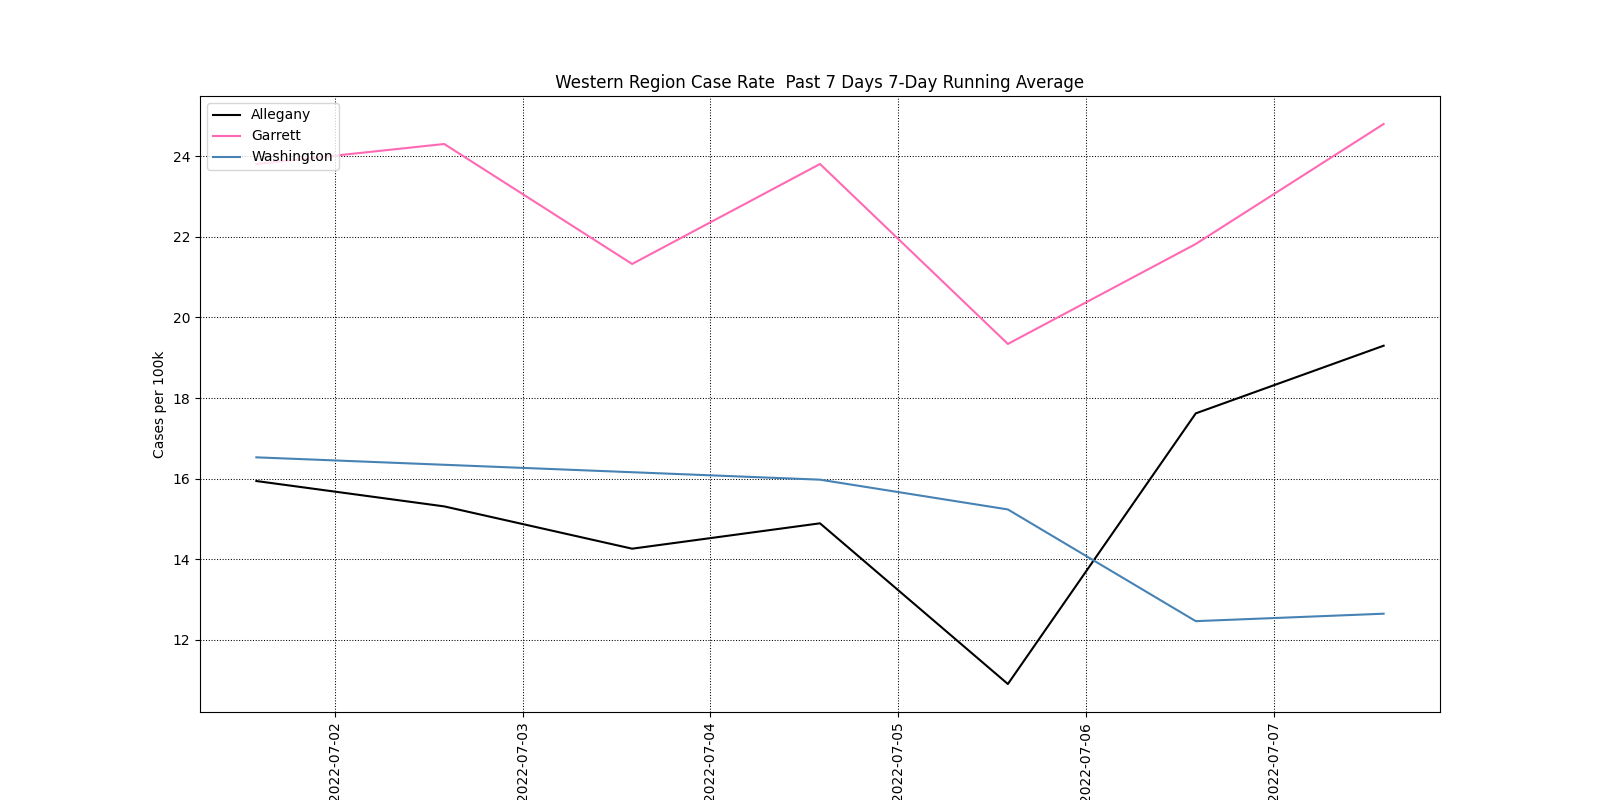 Western Region Case Rate  Past 7 Days 7-Day Running Average
Allegany
Garrett
Washington
Cases per 100k
24
22
20
18
16
14
12
2022-07-02
2022-07-03
2022-07-04
2022-07-05
2022-07-06
2022-07-07